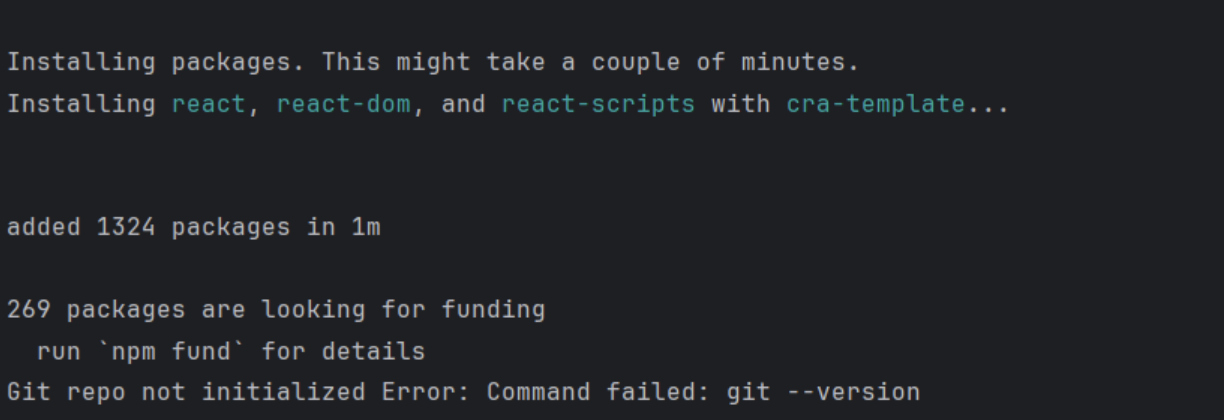 Installing packages. This might take a couple of minutes.
Installing react, react-dom, and react-scripts with cra-template...
added 1324 packages in 1m
269 packages are looking for funding
run `npm fund` for details
Git repo not initialized Error: Command failed: git --version